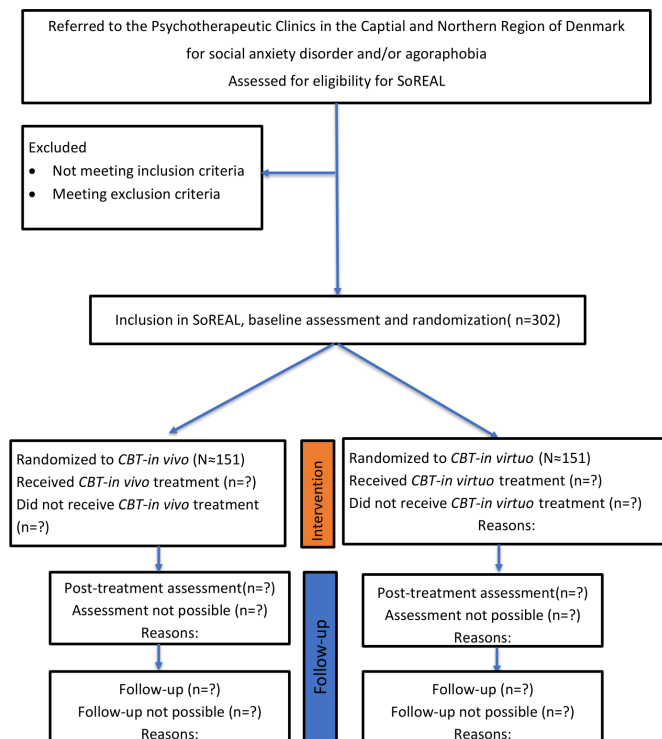 Referred to the Psychotherapeutic Clinics in the Captial and Northern Region of Denmark
for social anxiety disorder and/or agoraphobia
Assessed for eligibility for SoREAL
Excluded
• Not meeting inclusion criteria
• Meeting exclusion criteria
Inclusion in SoREAL, baseline assessment and randomization( n=302)
Randomized to CBT-in vivo (N≈151)
Received CBT-in vivo treatment (n=?)
Did not receive CBT-in vivo treatment
(n=?)
Intervention
Randomized to CBT-in virtuo (N≈151)
Received CBT-in virtuo treatment (n=?)
Did not receive CBT-in virtuo treatment (n=?)
Reasons:
Post-treatment assessment(n=?)
Assessment not possible (n=?)
Reasons:
Follow-up
Post-treatment assessment(n=?)
Assessment not possible (n=?)
Reasons:
Follow-up (n=?)
Follow-up not possible (n=?)
Reasons:
Follow-up (n=?)
Follow-up not possible (n=?)
Reasons: